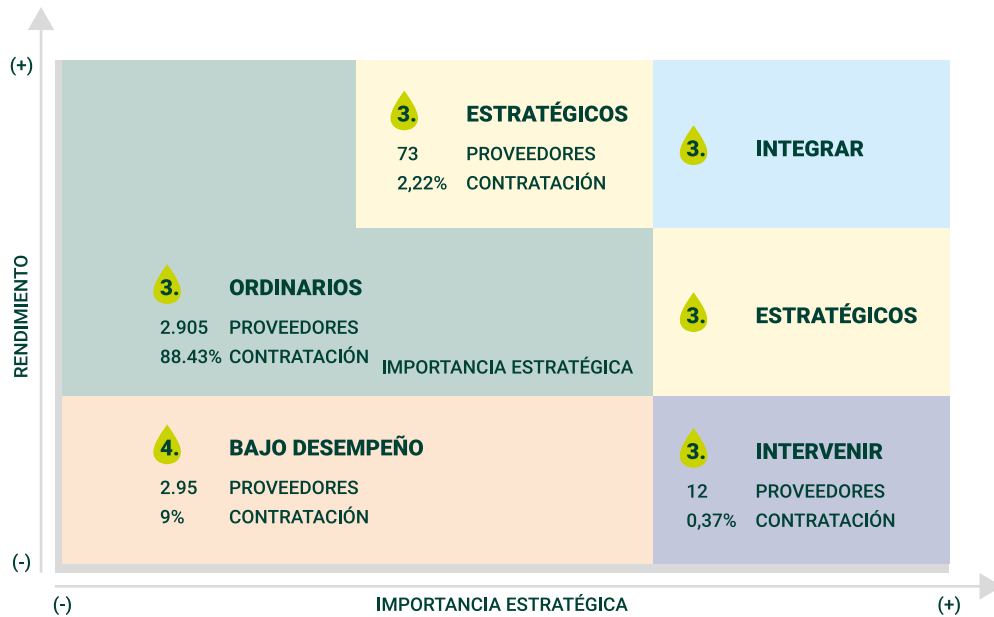 (+)
RENDIMIENTO
(-)
3. ESTRATÉGICOS
73 PROVEEDORES
2,22% CONTRATACIÓN
3. INTEGRAR
3. ORDINARIOS
2.905 PROVEEDORES
88.43% CONTRATACIÓN
IMPORTANCIA ESTRATÉGICA
3. ESTRATÉGICOS
4. BAJO DESEMPEÑO
2.95 PROVEEDORES
9% CONTRATACIÓN
3. INTERVENIR
12 PROVEEDORES
0,37% CONTRATACIÓN
(-)
IMPORTANCIA ESTRATÉGICA
(+)